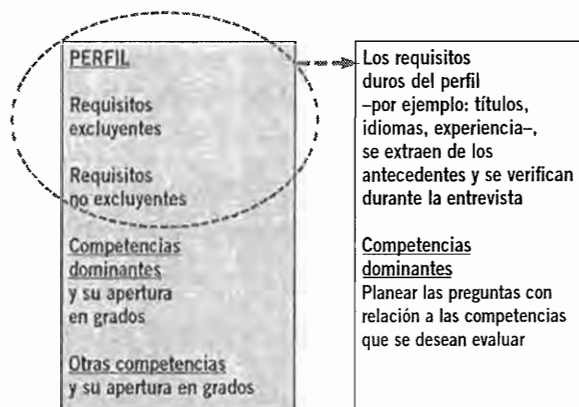 PERFIL
Requisitos
excluyentes
Requisitos
no excluyentes
Competencias
dominantes
y su apertura
en grados
Otras competencias
y su apertura en grados
Los requisitos
duros del perfil
–por ejemplo: títulos,
idiomas, experiencia–,
se extraen de los
antecedentes y se verifican
durante la entrevista
Competencias
dominantes
Planear las preguntas con
relación a las competencias
que se desean evaluar